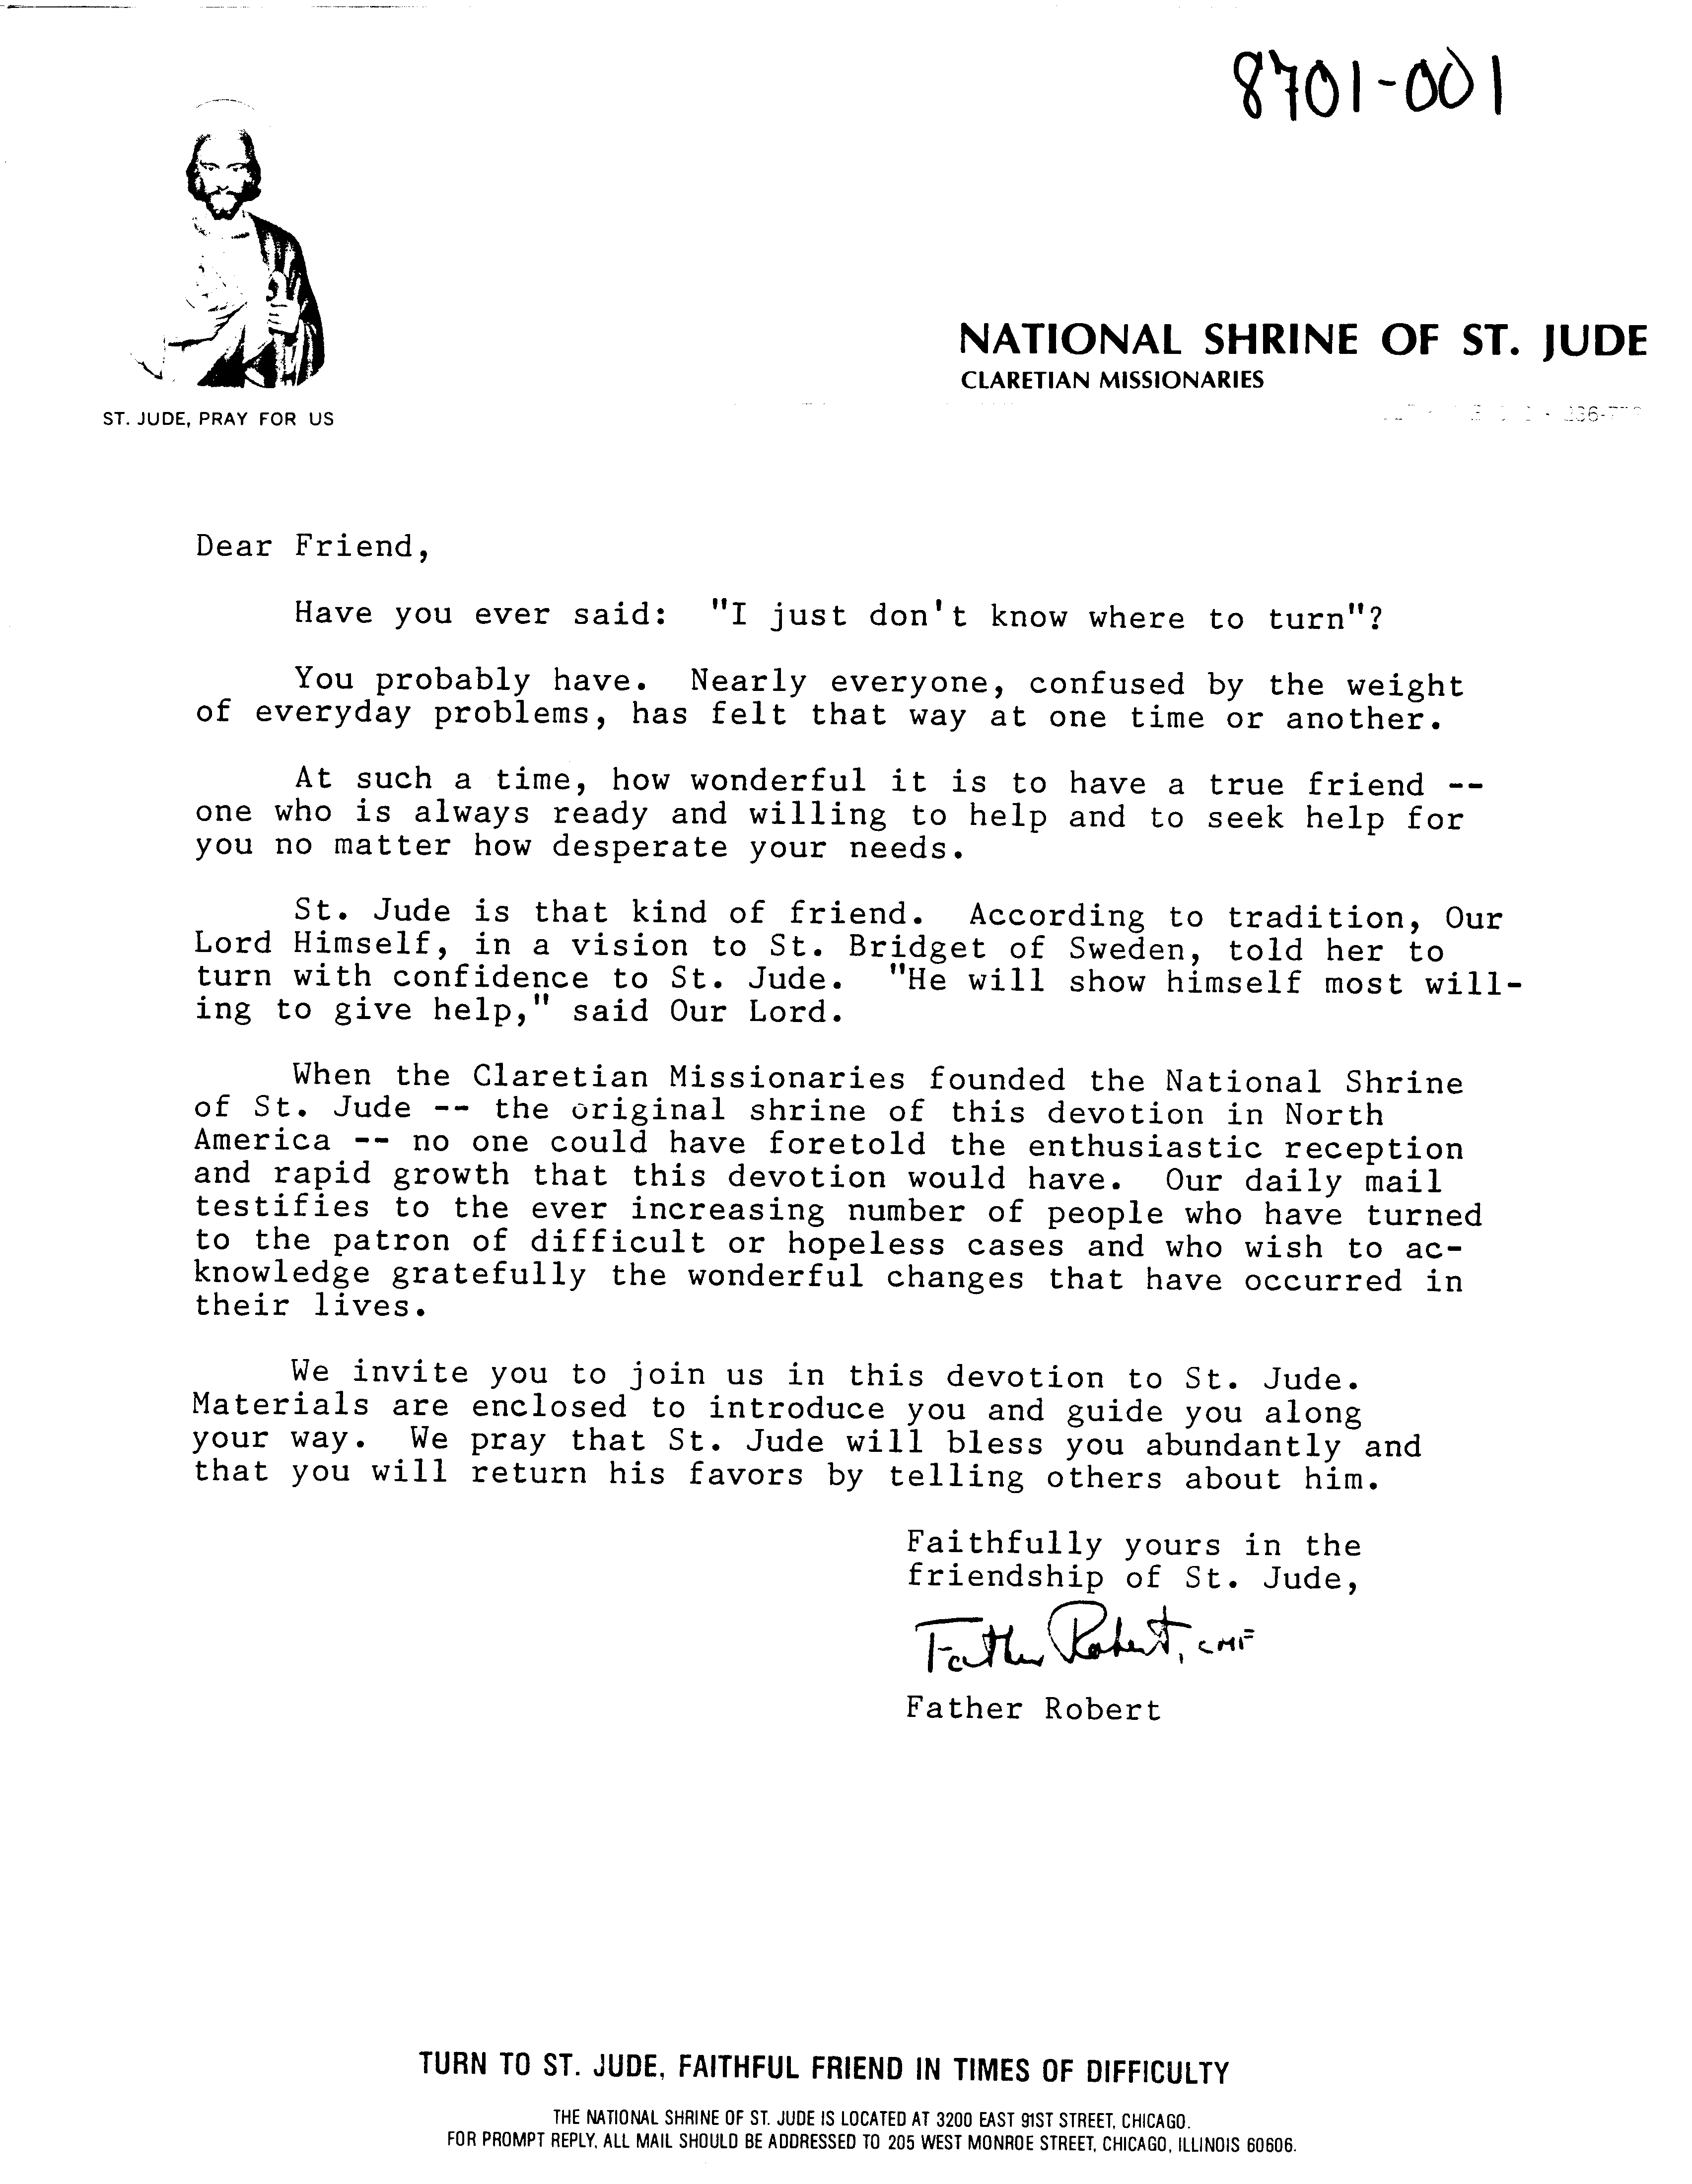 8701-001
NATIONAL SHRINE OF ST. JUDE
CLARETIAN MISSIONARIES
ST. JUDE, PRAY FOR US
Dear Friend,
Have you ever said: "I just don't know where to turn"?
You probably have. Nearly everyone, confused by the weight
of everyday problems, has felt that way at one time or another.
At such a time, how wonderful it is to have a true friend --
one who is always ready and willing to help and to seek help for
you no matter how desperate your needs.
St. Jude is that kind of friend. According to tradition, Our
Lord Himself, in a vision to St. Bridget of Sweden, told her to
turn with confidence to St. Jude. "He will show himself most will-
ing to give help," said Our Lord.
When the Claretian Missionaries founded the National Shrine
of St. Jude -- the original shrine of this devotion in North
America -- no one could have foretold the enthusiastic reception
and rapid growth that this devotion would have. Our daily mail
testifies to the ever increasing number of people who have turned
to the patron of difficult or hopeless cases and who wish to ac-
knowledge gratefully the wonderful changes that have occurred in
their lives.
We invite you to join us in this devotion to St. Jude.
Materials are enclosed to introduce you and guide you along
your way. We pray that St. Jude will bless you abundantly and
that you will return his favors by telling others about him.
Faithfully yours in the
friendship of St. Jude,
Father Robert, CMF
Father Robert
TURN TO ST. JUDE, FAITHFUL FRIEND IN TIMES OF DIFFICULTY
THE NATIONAL SHRINE OF ST. JUDE IS LOCATED AT 3200 EAST 91ST STREET, CHICAGO.
FOR PROMPT REPLY, ALL MAIL SHOULD BE ADDRESSED TO 205 WEST MONROE STREET, CHICAGO, ILLINOIS 60606.